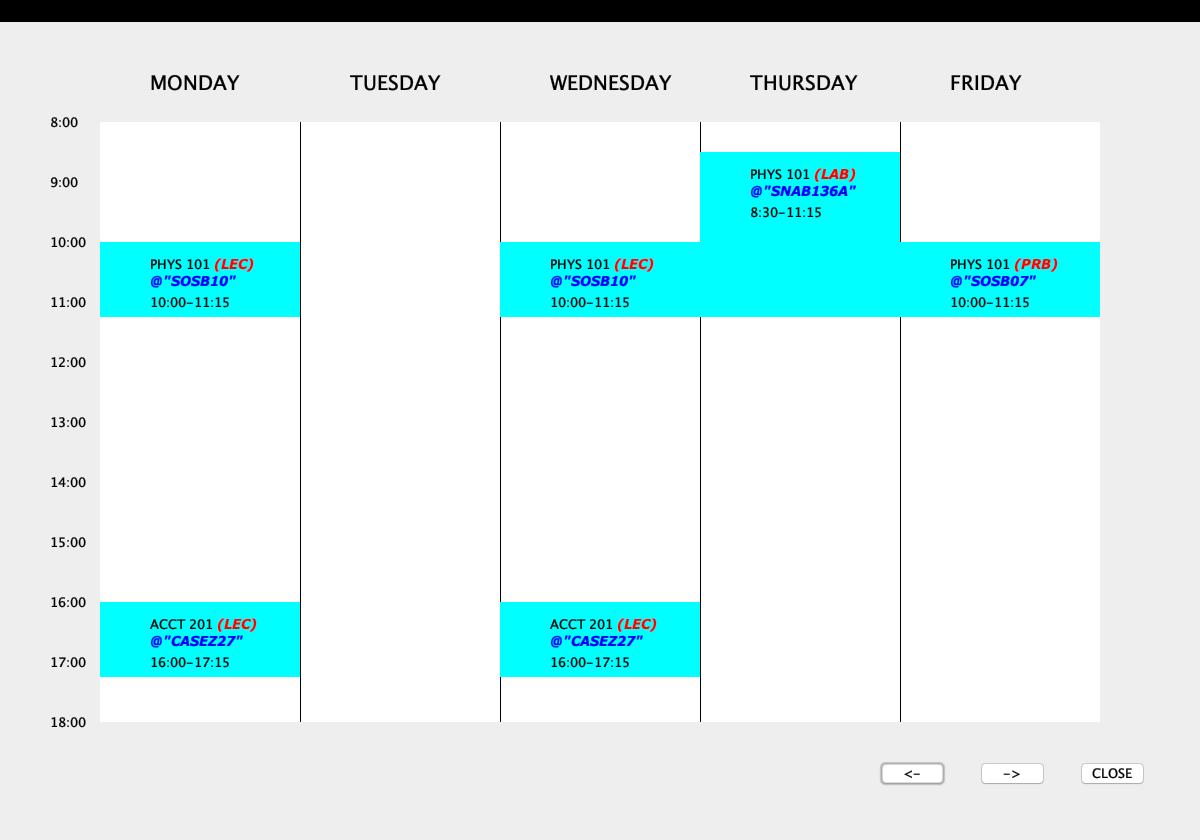 MONDAY TUESDAY WEDNESDAY THURSDAY FRIDAY
8:00
PHYS 101 (LAB)
@"SNAB136A"
8:30-11:15
9:00
10:00
PHYS 101 (LEC)
@"SOSB10"
10:00-11:15
PHYS 101 (LEC)
@"SOSB10"
10:00-11:15
PHYS 101 (PRB)
@"SOSB07"
10:00-11:15
11:00
12:00
13:00
14:00
15:00
16:00
ACCT 201 (LEC)
@"CASEZ27"
16:00-17:15
ACCT 201 (LEC)
@"CASEZ27"
16:00-17:15
17:00
18:00
<- -> CLOSE